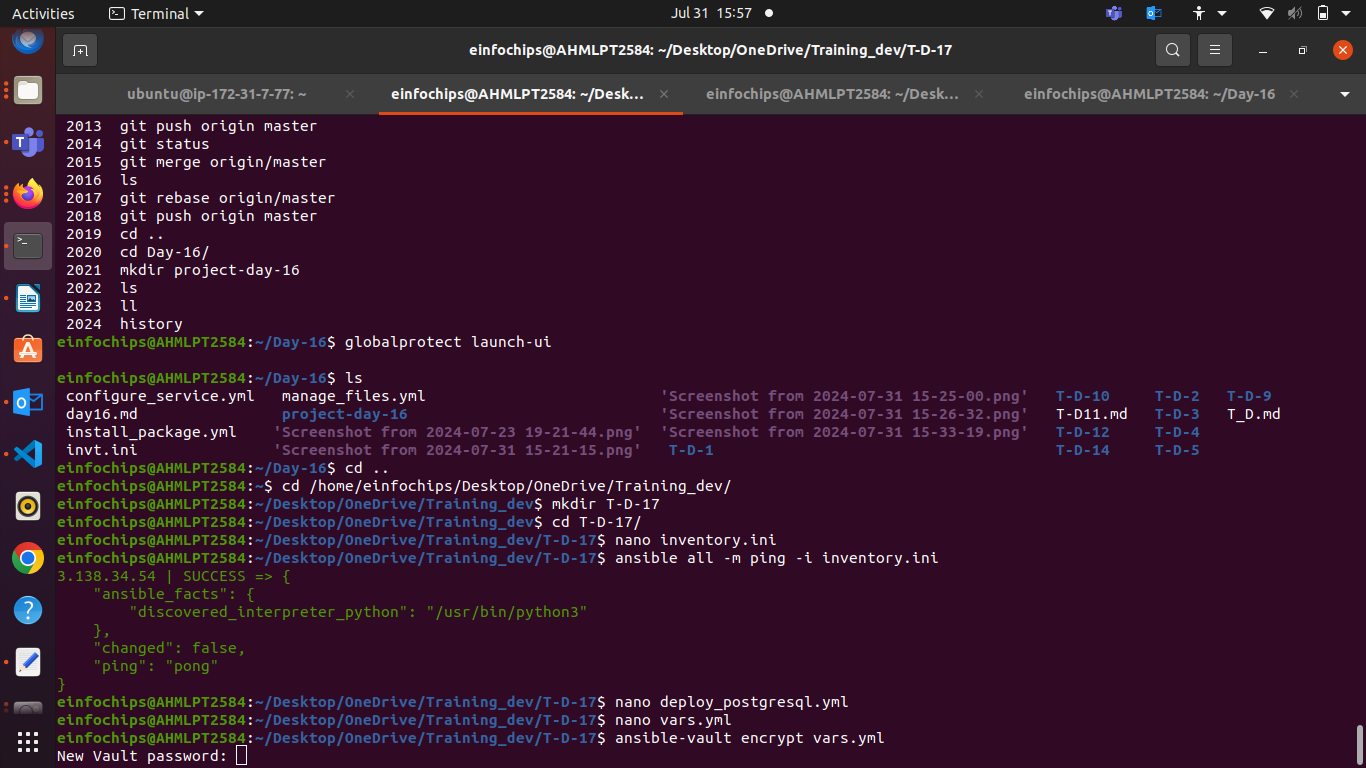 Activities
Terminal
Jul 31 15:57
einfochips@AHMLPT2584: ~/Desktop/OneDrive/Training_dev/T-D-17
ubuntu@ip-172-31-7-77: ~
einfochips@AHMLPT2584: ~/Desk...
einfochips@AHMLPT2584: ~/Desk...
einfochips@AHMLPT2584: ~/Day-16
2013  git push origin master
2014  git status
2015  git merge origin/master
2016  ls
2017  git rebase origin/master
2018  git push origin master
2019  cd ..
2020  cd Day-16/
2021  mkdir project-day-16
2022  ls
2023  ll
2024  history
einfochips@AHMLPT2584:~/Day-16$ globalprotect launch-ui
einfochips@AHMLPT2584:~/Day-16$ ls
configure_service.yml   manage_files.yml   'Screenshot from 2024-07-31 15-25-00.png'   T-D-10   T-D-2   T-D-9
day16.md   project-day-16   'Screenshot from 2024-07-31 15-26-32.png'   T-D11.md   T-D-3   T_D.md
install_package.yml   'Screenshot from 2024-07-23 19-21-44.png'   'Screenshot from 2024-07-31 15-33-19.png'   T-D-12   T-D-4
invt.ini   'Screenshot from 2024-07-31 15-21-15.png'   T-D-1   T-D-14   T-D-5
einfochips@AHMLPT2584:~/Day-16$ cd ..
einfochips@AHMLPT2584:~$ cd /home/einfochips/Desktop/OneDrive/Training_dev/
einfochips@AHMLPT2584:~/Desktop/OneDrive/Training_dev$ mkdir T-D-17
einfochips@AHMLPT2584:~/Desktop/OneDrive/Training_dev$ cd T-D-17/
einfochips@AHMLPT2584:~/Desktop/OneDrive/Training_dev/T-D-17$ nano inventory.ini
einfochips@AHMLPT2584:~/Desktop/OneDrive/Training_dev/T-D-17$ ansible all -m ping -i inventory.ini
3.138.34.54 | SUCCESS => {
    "ansible_facts": {
        "discovered_interpreter_python": "/usr/bin/python3"
    },
    "changed": false,
    "ping": "pong"
}
einfochips@AHMLPT2584:~/Desktop/OneDrive/Training_dev/T-D-17$ nano deploy_postgresql.yml
einfochips@AHMLPT2584:~/Desktop/OneDrive/Training_dev/T-D-17$ nano vars.yml
einfochips@AHMLPT2584:~/Desktop/OneDrive/Training_dev/T-D-17$ ansible-vault encrypt vars.yml
New Vault password: